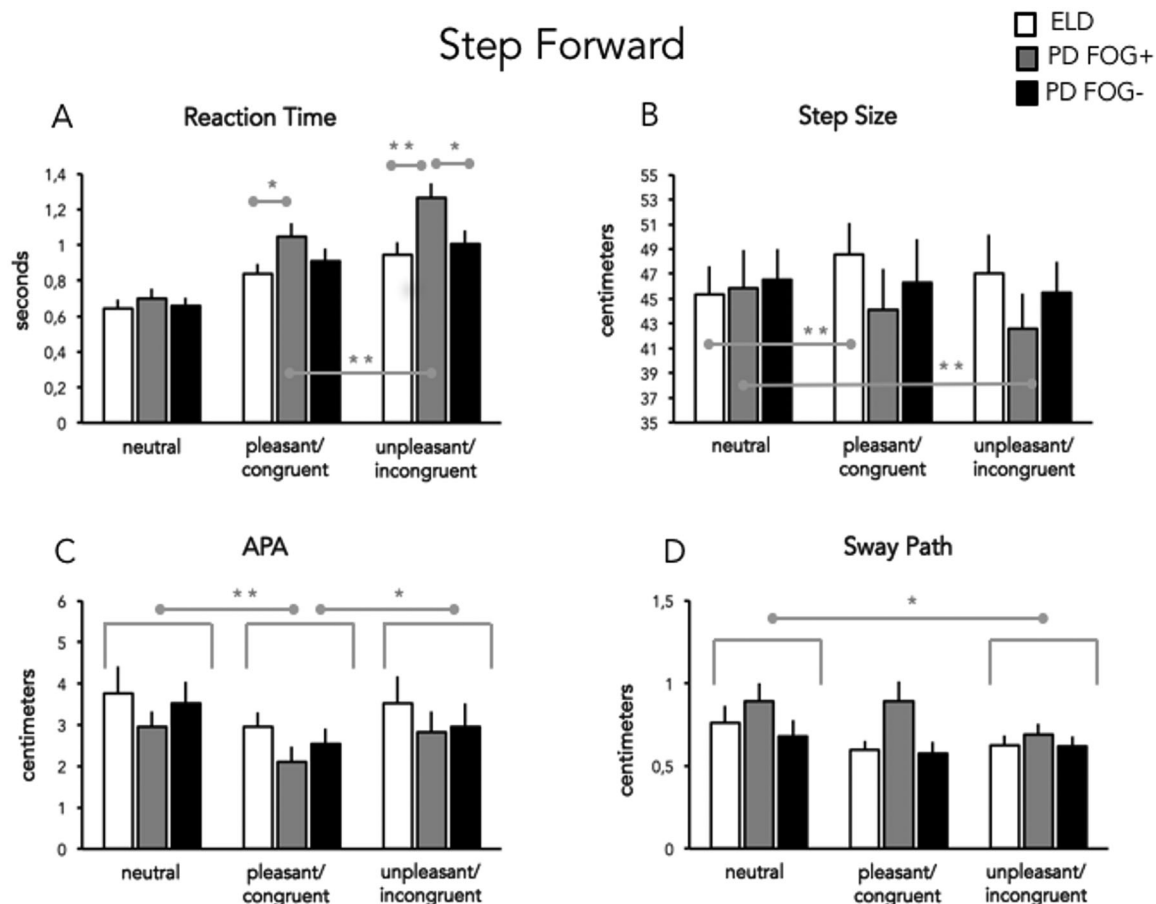 Step Forward
ELD
PD FOG+
PD FOG-
A
Reaction Time
seconds
1,4
1,2
1
0,8
0,6
0,4
0,2
0
*
**
*
**
neutral
pleasant/
congruent
unpleasant/
incongruent
B
Step Size
centimeters
55
53
51
49
47
45
43
41
39
37
35
**
**
neutral
pleasant/
congruent
unpleasant/
incongruent
C
APA
centimeters
6
5
4
3
2
1
0
**
*
neutral
pleasant/
congruent
unpleasant/
incongruent
D
Sway Path
centimeters
1,5
1
0,5
0
*
neutral
pleasant/
congruent
unpleasant/
incongruent